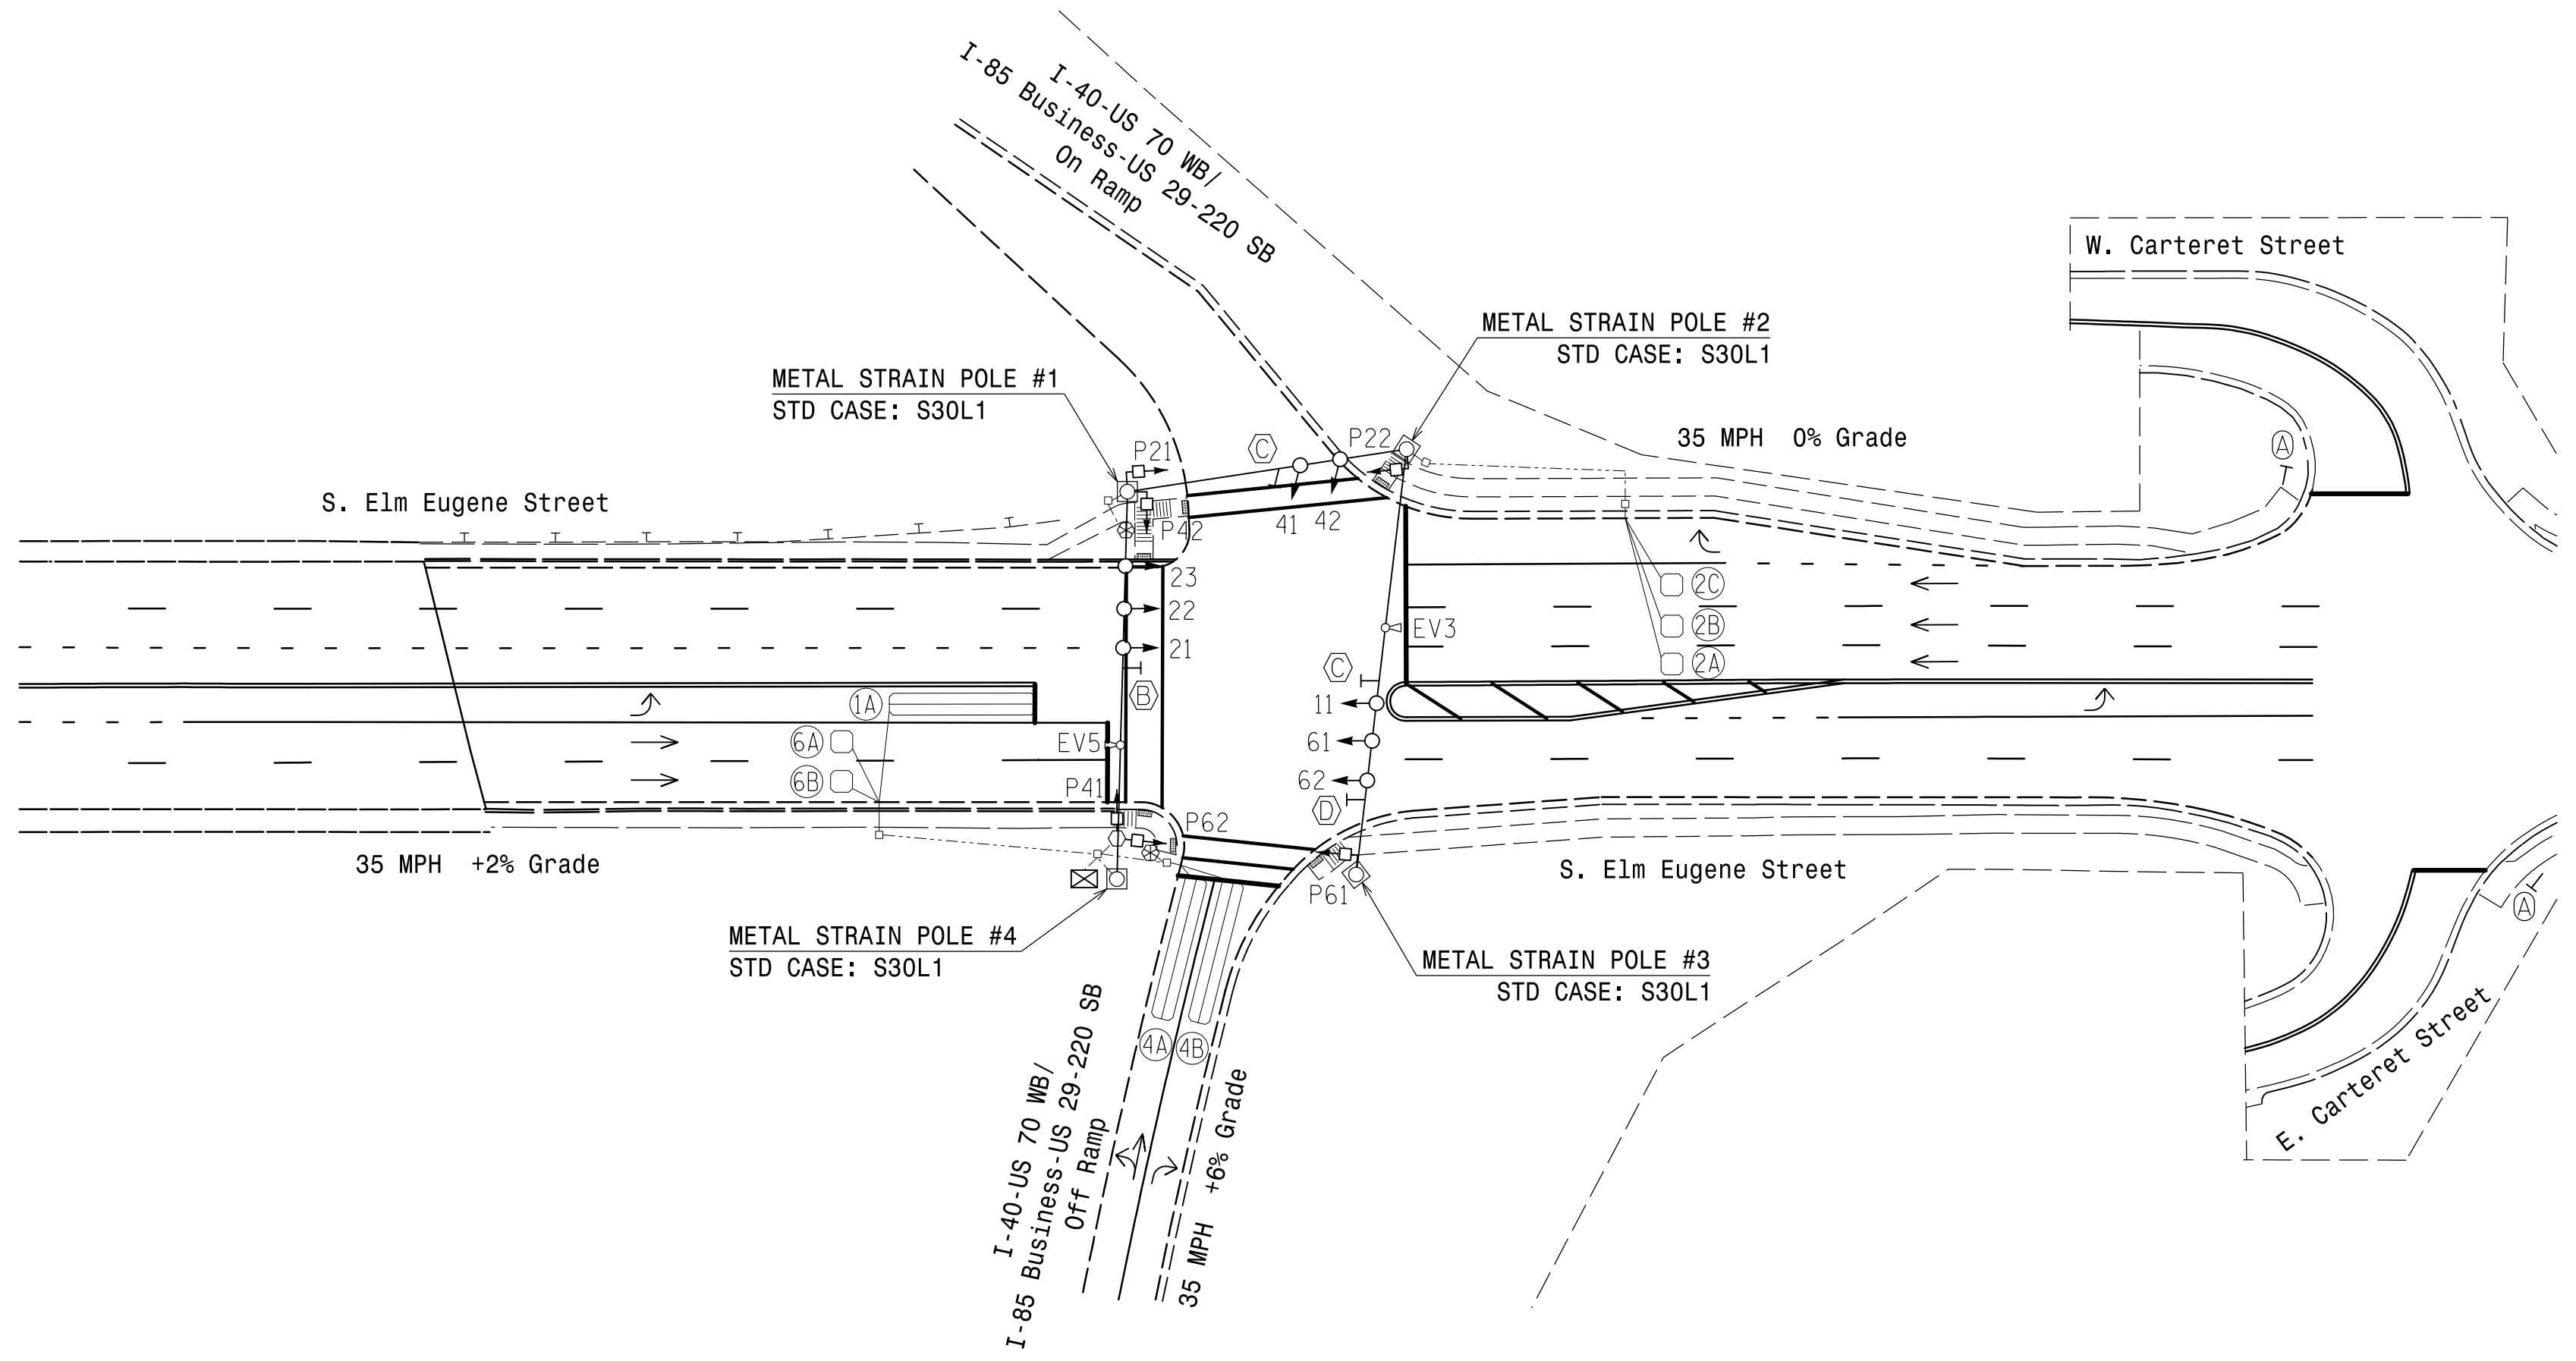 I-40-US 70 WB/
I-85 Business-US 29-220 SB
On Ramp
W. Carteret Street
METAL STRAIN POLE #2
STD CASE: S30L1
METAL STRAIN POLE #1
STD CASE: S30L1
35 MPH 0% Grade
A
P21
C
P22
S. Elm Eugene Street
P42
41
42
23
2C
22
2B
EV3
21
2A
C
B
1A
11
6A
EV5
61
6B
P41
62
D
P62
35 MPH +2% Grade
S. Elm Eugene Street
P61
A
METAL STRAIN POLE #4
STD CASE: S30L1
METAL STRAIN POLE #3
STD CASE: S30L1
4A
4B
I-40-US 70 WB/
I-85 Business-US 29-220 SB
Off Ramp
35 MPH +6% Grade
E. Carteret Street